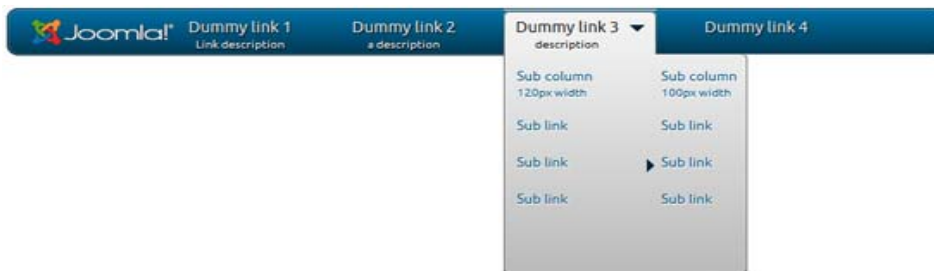 Joomla!® Dummy link 1 Dummy link 2 Dummy link 3 Dummy link 4
Link description a description description
Sub column Sub column
120px width 100px width
Sub link Sub link
Sub link Sub link
Sub link Sub link